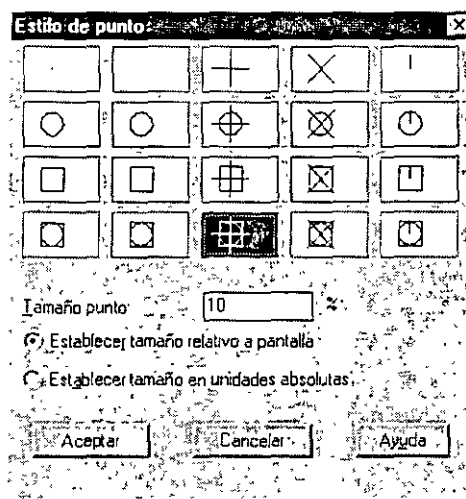 Estilo de punto
Tamaño punto: 10 %
Establecer tamaño relativo a pantalla
Establecer tamaño en unidades absolutas
Aceptar Cancelar Ayuda